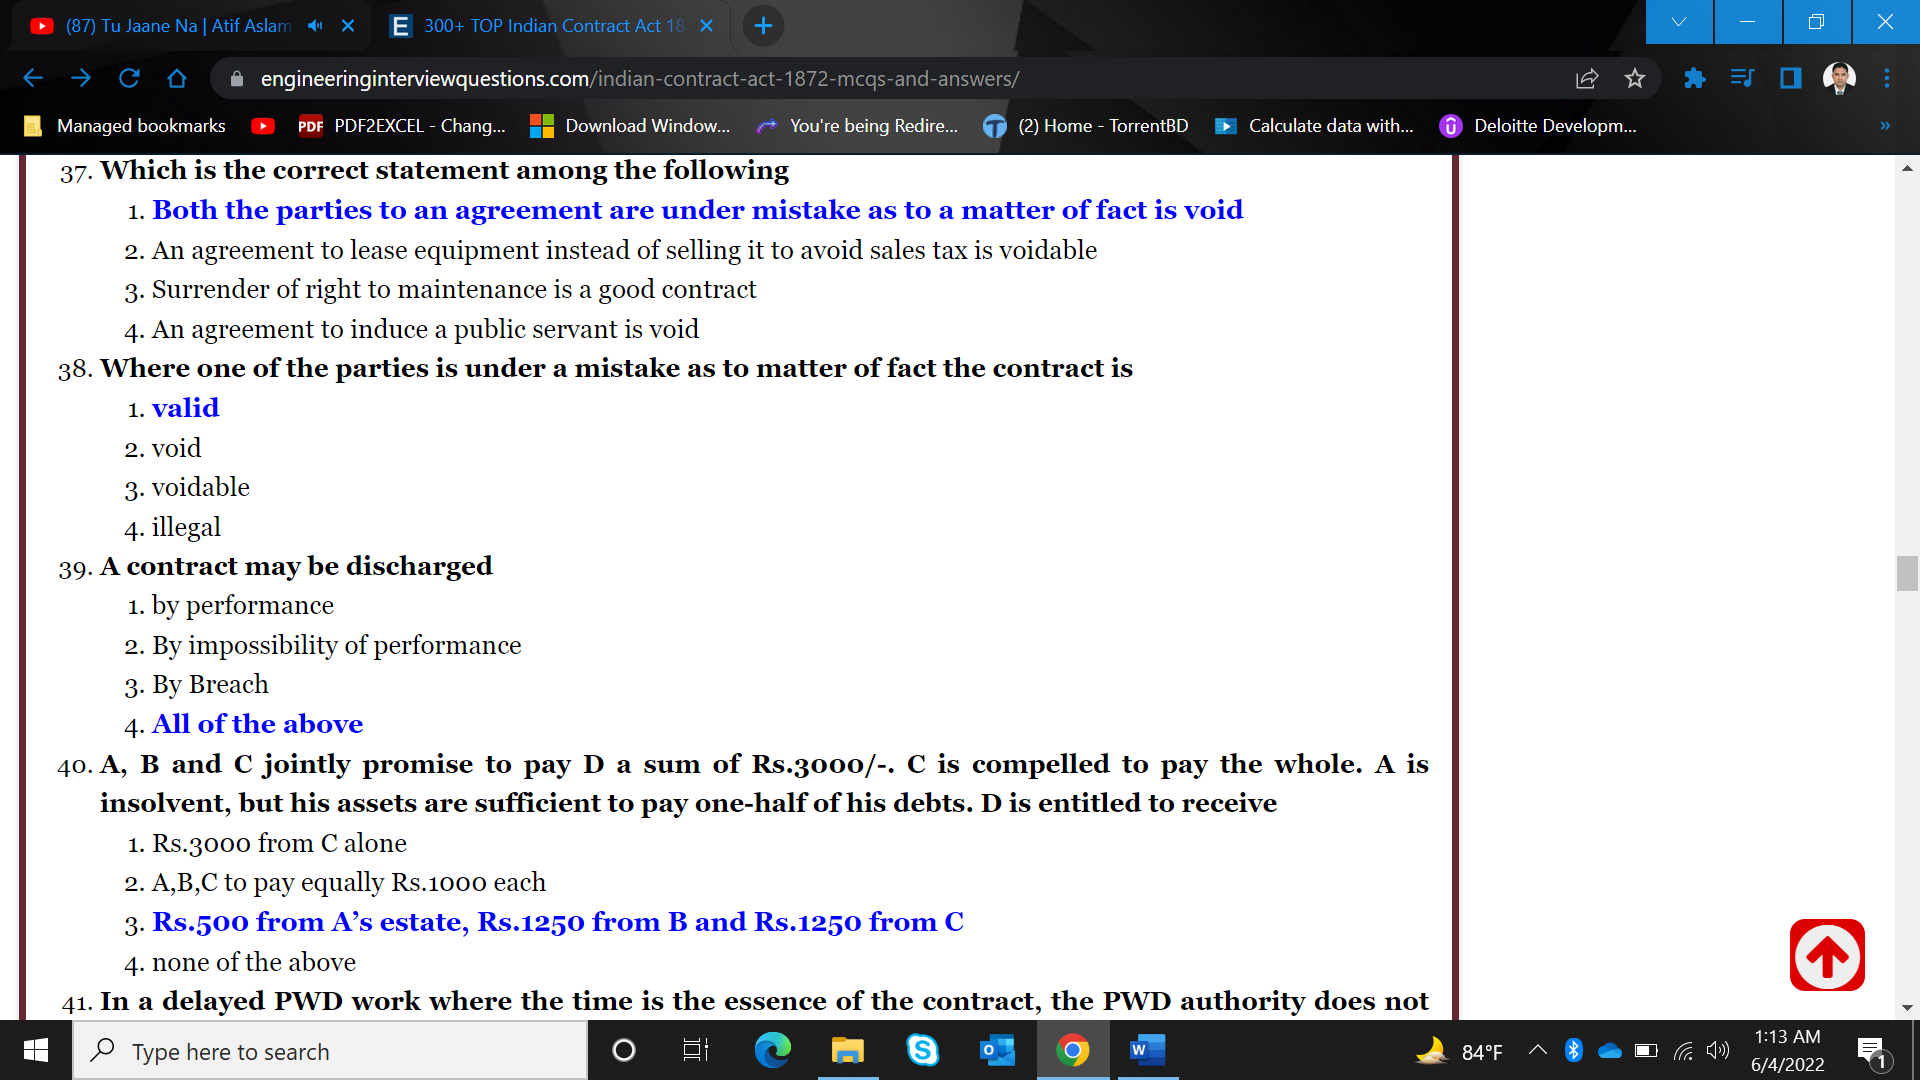 (87) Tu Jaane Na | Atif Aslam
300+ TOP Indian Contract Act 18
engineeringinterviewquestions.com/indian-contract-act-1872-mcqs-and-answers/
Managed bookmarks PDF PDF2EXCEL - Chang... Download Window... You're being Redire... (2) Home - TorrentBD Calculate data with... Deloitte Developm... »
37. Which is the correct statement among the following
1. Both the parties to an agreement are under mistake as to a matter of fact is void
2. An agreement to lease equipment instead of selling it to avoid sales tax is voidable
3. Surrender of right to maintenance is a good contract
4. An agreement to induce a public servant is void
38. Where one of the parties is under a mistake as to matter of fact the contract is
1. valid
2. void
3. voidable
4. illegal
39. A contract may be discharged
1. by performance
2. By impossibility of performance
3. By Breach
4. All of the above
40. A, B and C jointly promise to pay D a sum of Rs.3000/-. C is compelled to pay the whole. A is
insolvent, but his assets are sufficient to pay one-half of his debts. D is entitled to receive
1. Rs.3000 from C alone
2. A,B,C to pay equally Rs.1000 each
3. Rs.500 from A’s estate, Rs.1250 from B and Rs.1250 from C
4. none of the above
41. In a delayed PWD work where the time is the essence of the contract, the PWD authority does not
Type here to search
84°F
1:13 AM
6/4/2022
1